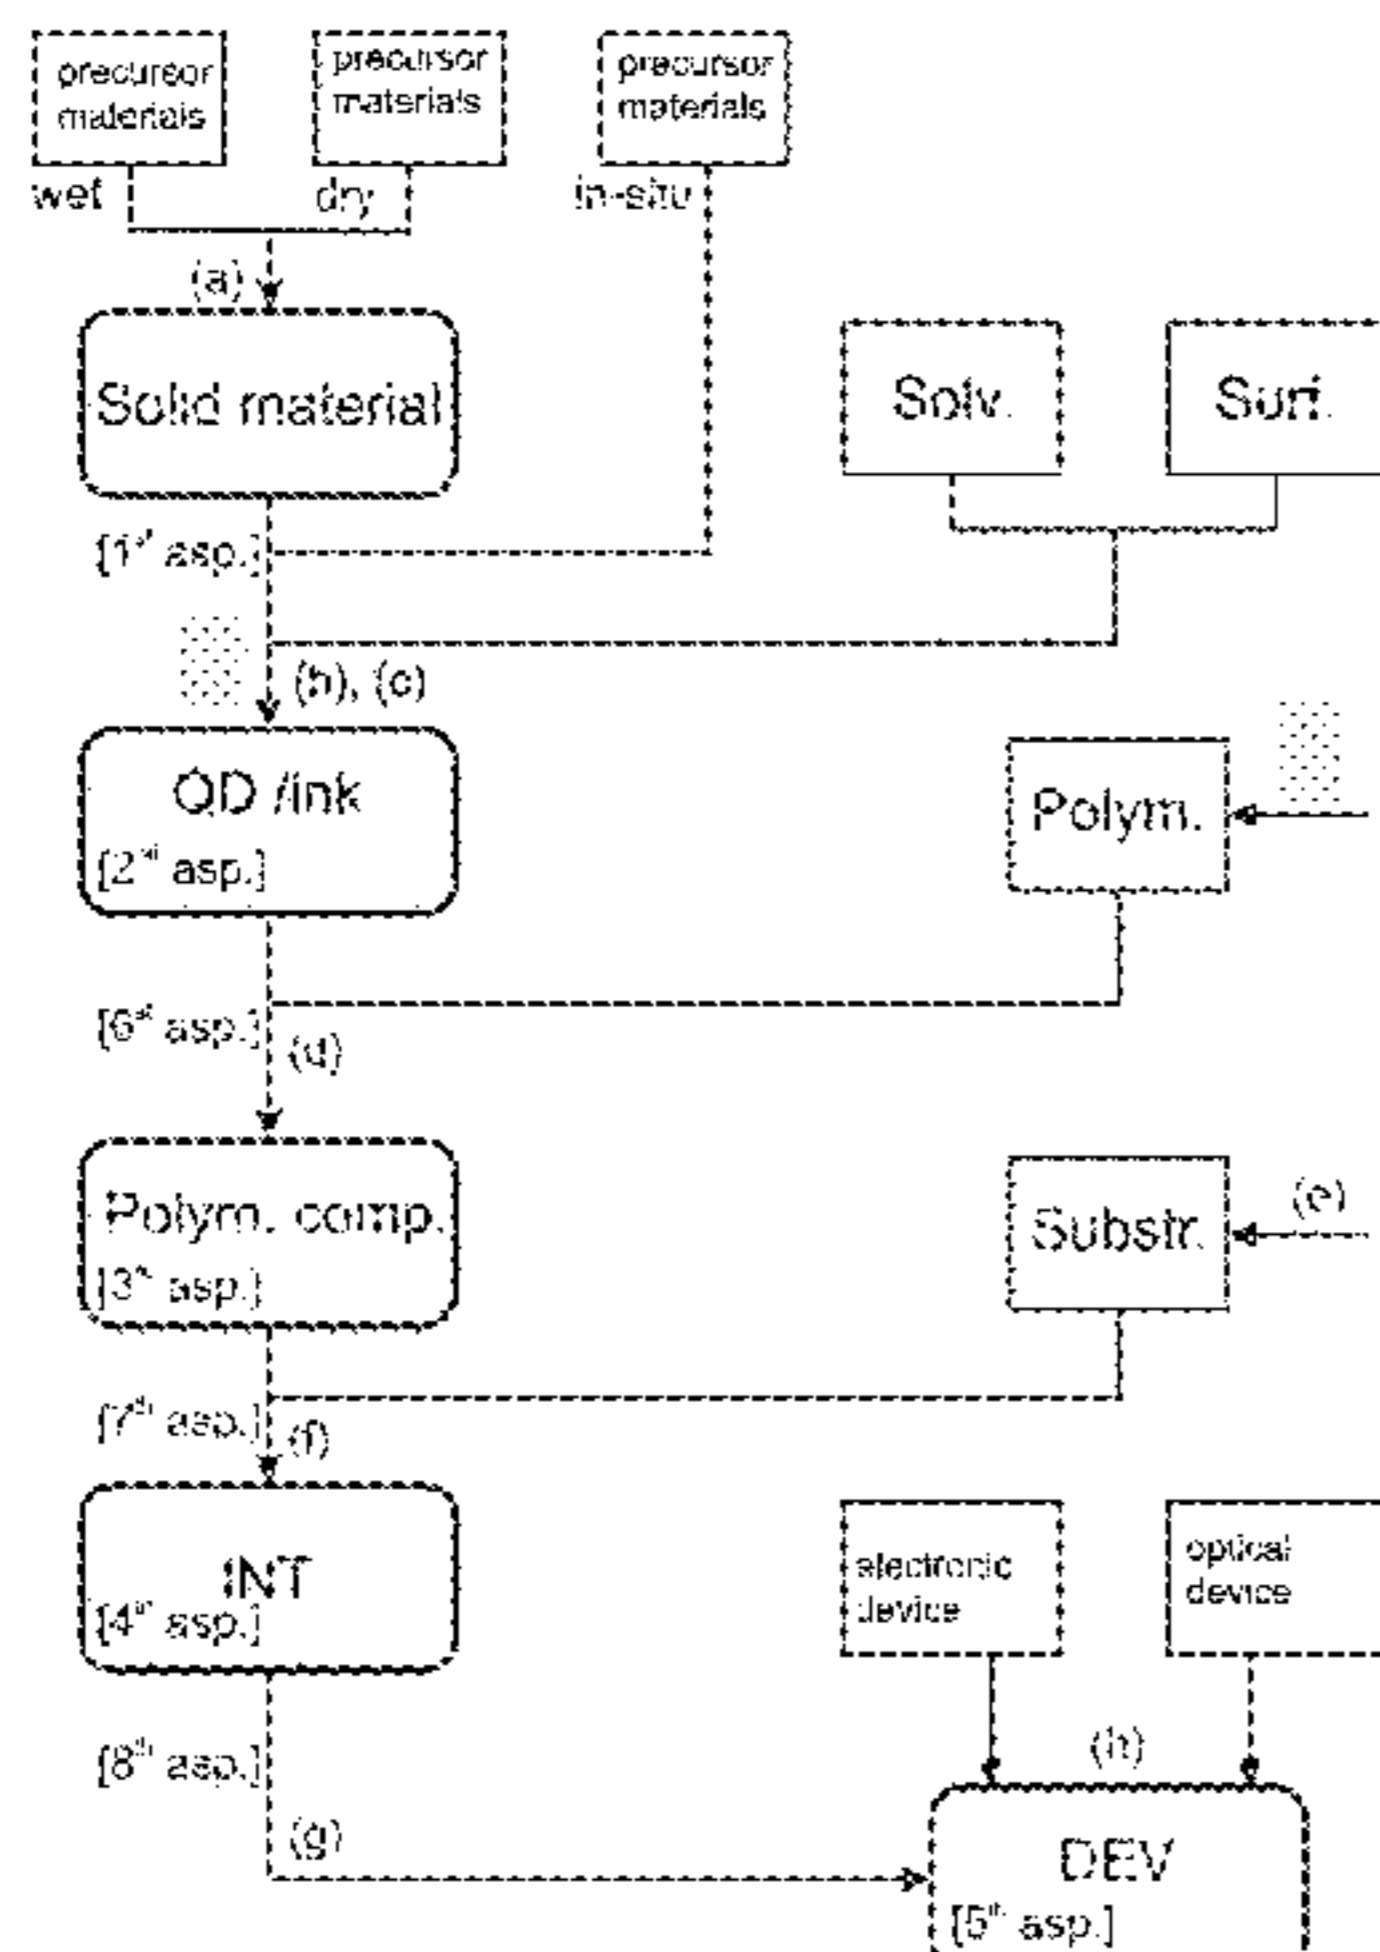 precursor
materials
precursor
materials
precursor
materials
wet
dry
in-situ
(a)
Solid material
Solv.
Surf.
[1st asp.]
(b), (c)
QD /ink
[2nd asp.]
Polym.
[6st asp.]
(d)
Polym. comp.
[3th asp.]
Substr.
(e)
[7th asp.]
(f)
INT
[4th asp.]
electronic
device
optical
device
[8th asp.]
(h)
(g)
DEV
[5th asp.]